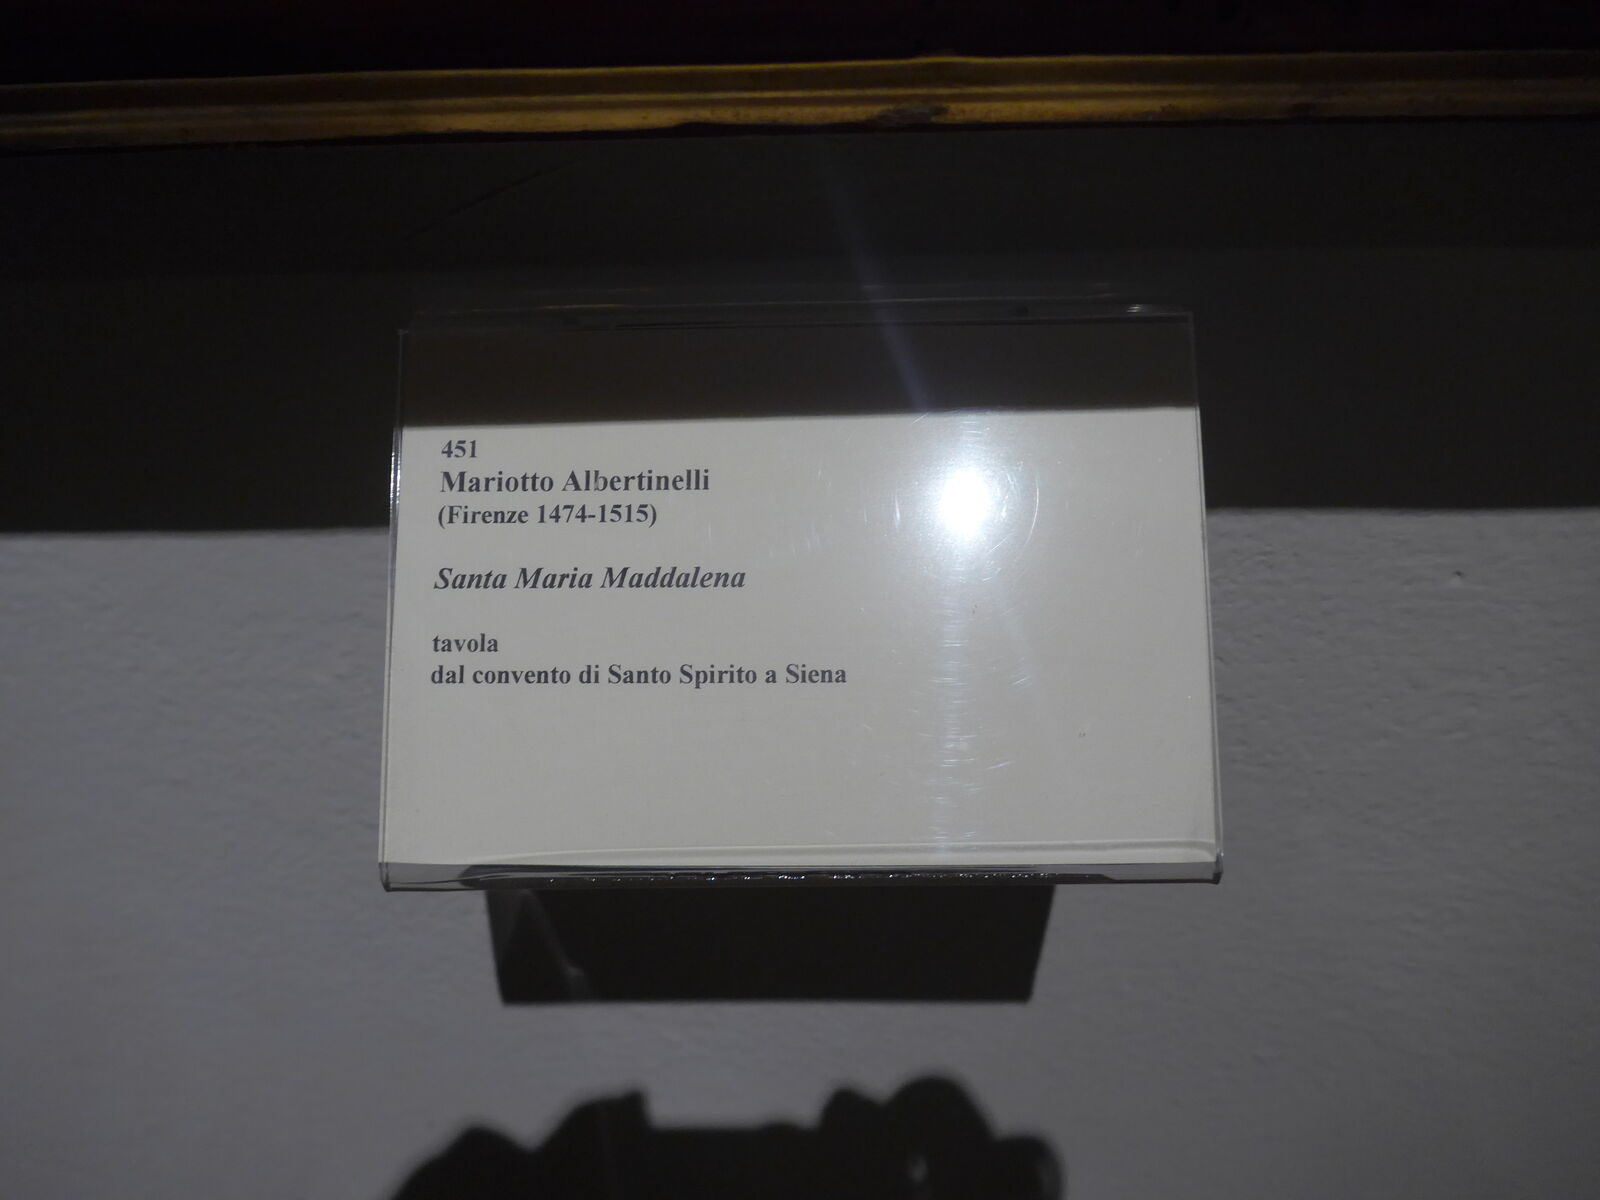 451
Mariotto Albertinelli
(Firenze 1474-1515)
Santa Maria Maddalena
tavola
dal convento di Santo Spirito a Siena